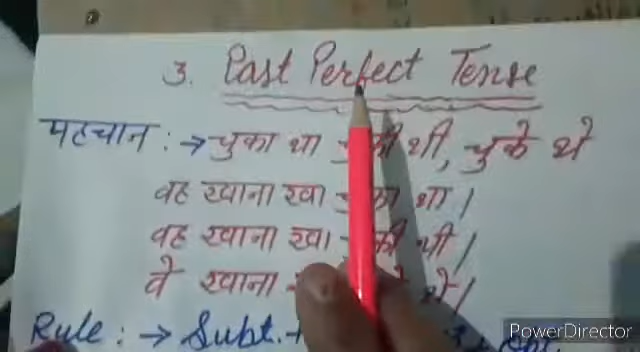 3. Past Perfect Tense
पहचान :→ चुका था चुकी थी, चुके थे
वह खाना खा चुका था।
वह खाना खा चुकी थी।
वे खाना थे।
Rule : → Subt. +
PowerDirector